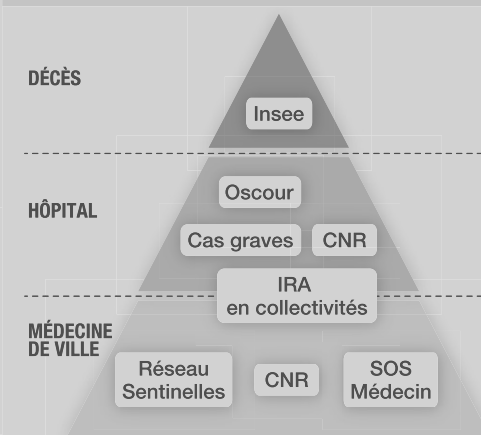 DÉCÈS
Insee
HÔPITAL
Oscour
Cas graves
CNR
IRA
en collectivités
MÉDECINE
DE VILLE
Réseau
Sentinelles
CNR
SOS
Médecin